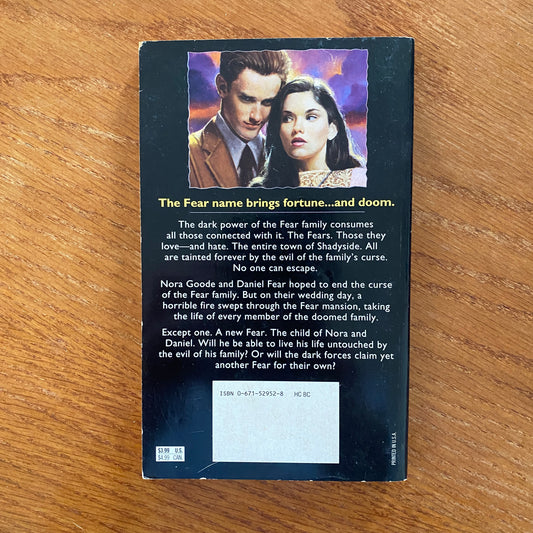 The Fear name brings fortune...and doom.
The dark power of the Fear family consumes
all those connected with it. The Fears. Those they
love—and hate. The entire town of Shadyside. All
are tainted forever by the evil of the family's curse.
No one can escape.
Nora Goode and Daniel Fear hoped to end the curse
of the Fear family. But on their wedding day, a
horrible fire swept through the Fear mansion, taking
the life of every member of the doomed family.
Except one. A new Fear. The child of Nora and
Daniel. Will he be able to live his life untouched by
the evil of his family? Or will the dark forces claim yet
another Fear for their own?
ISBN 0-671-52952-8 HC BC
$3.99 U.S.
$4.99 CAN.
PRINTED IN U.S.A.